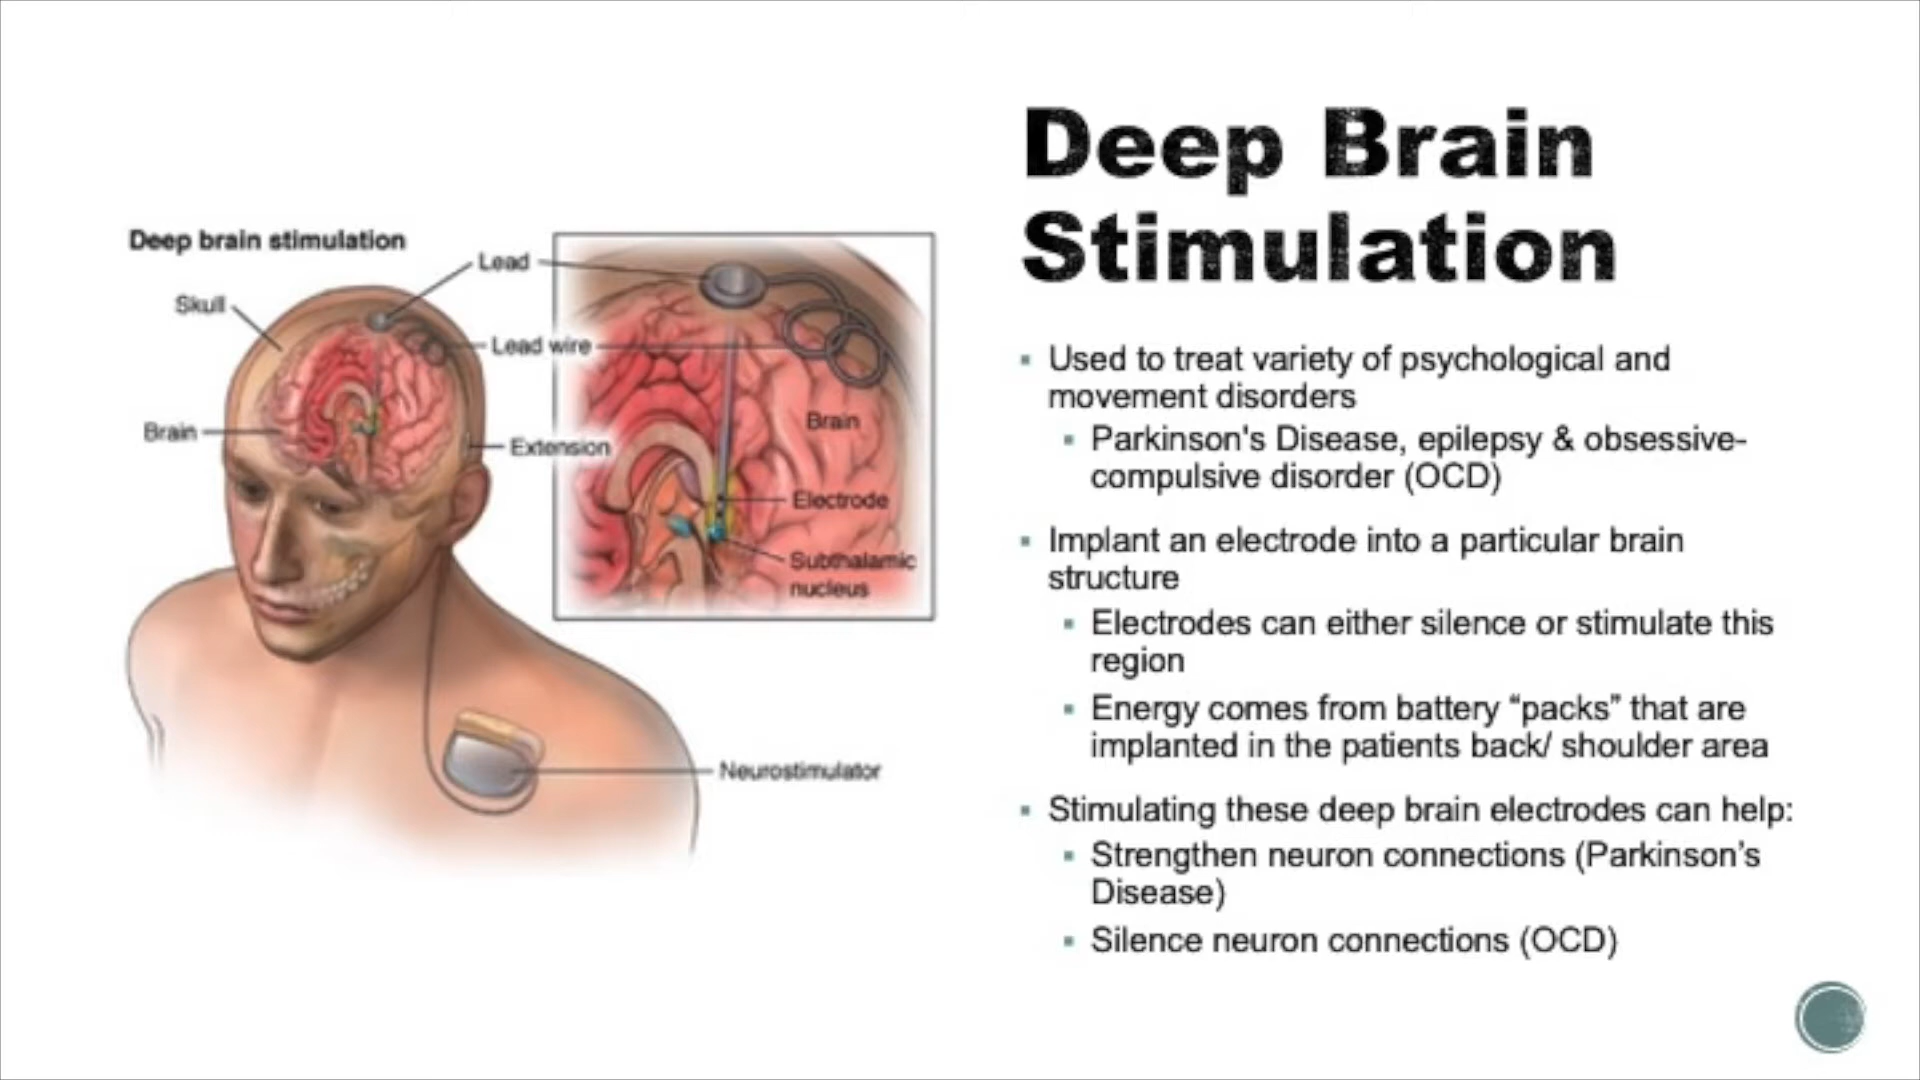 Deep Brain
Stimulation
Deep brain stimulation
Lead
Skull
Lead wire
Brain
Extension
Brain
Electrode
Subthalamic
nucleus
Neurostimulator
Used to treat variety of psychological and
movement disorders
Parkinson's Disease, epilepsy & obsessive-
compulsive disorder (OCD)
Implant an electrode into a particular brain
structure
Electrodes can either silence or stimulate this
region
Energy comes from battery “packs” that are
implanted in the patients back/ shoulder area
Stimulating these deep brain electrodes can help:
Strengthen neuron connections (Parkinson’s
Disease)
Silence neuron connections (OCD)